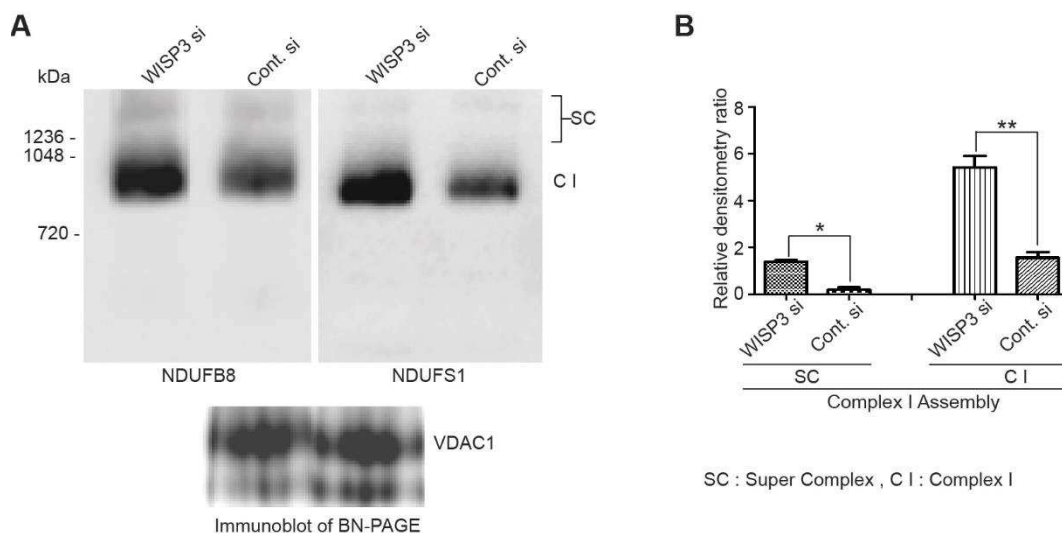 A
kDa
WISP3 si
Cont. si
WISP3 si
Cont. si
SC
1236 -
1048 -
C I
720 -
NDUFB8
NDUFS1
VDAC1
Immunoblot of BN-PAGE
B
Relative densitometry ratio
8
6
4
2
0
*
**
WISP3 si
Cont. si
WISP3 si
Cont. si
SC
C I
Complex I Assembly
SC : Super Complex , C I : Complex I